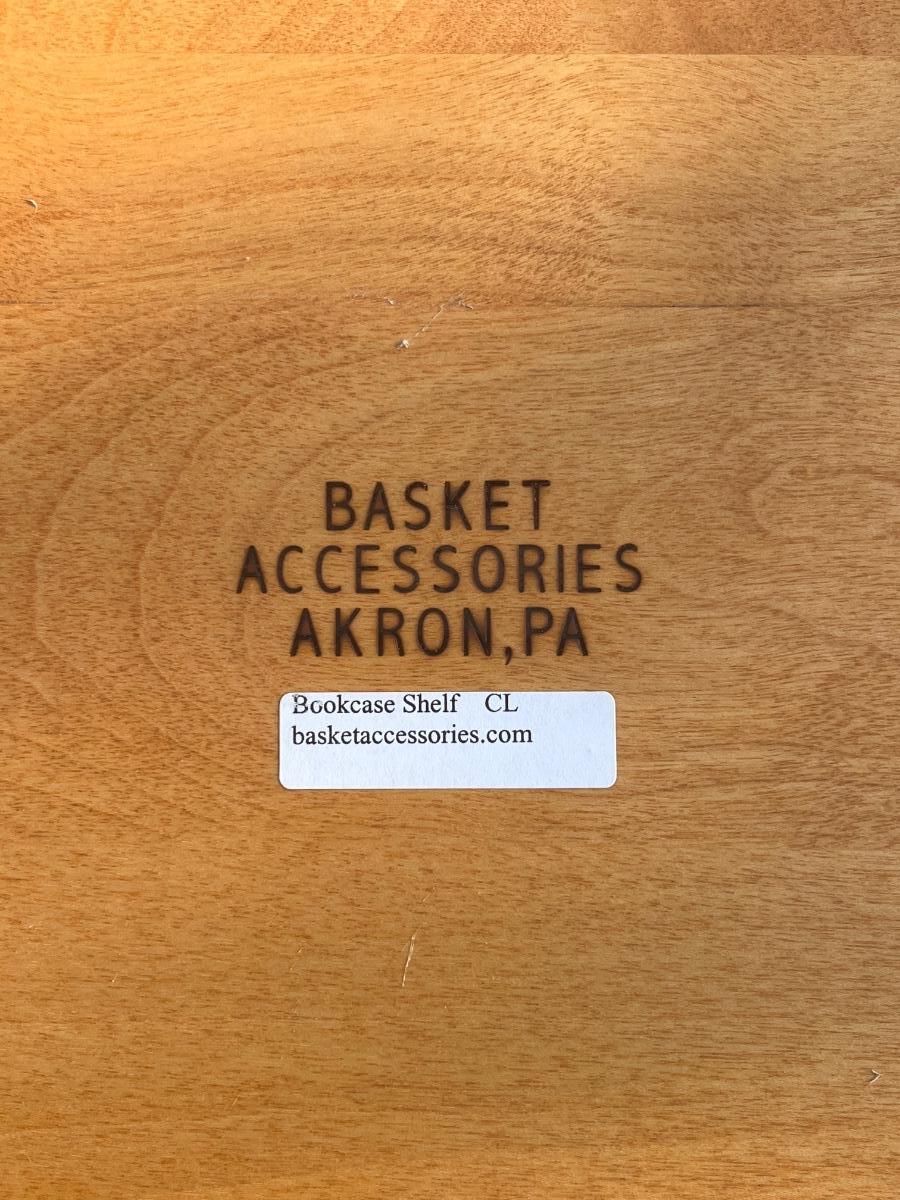 BASKET
ACCESSORIES
AKRON,PA
Bookcase Shelf CL
basketaccessories.com